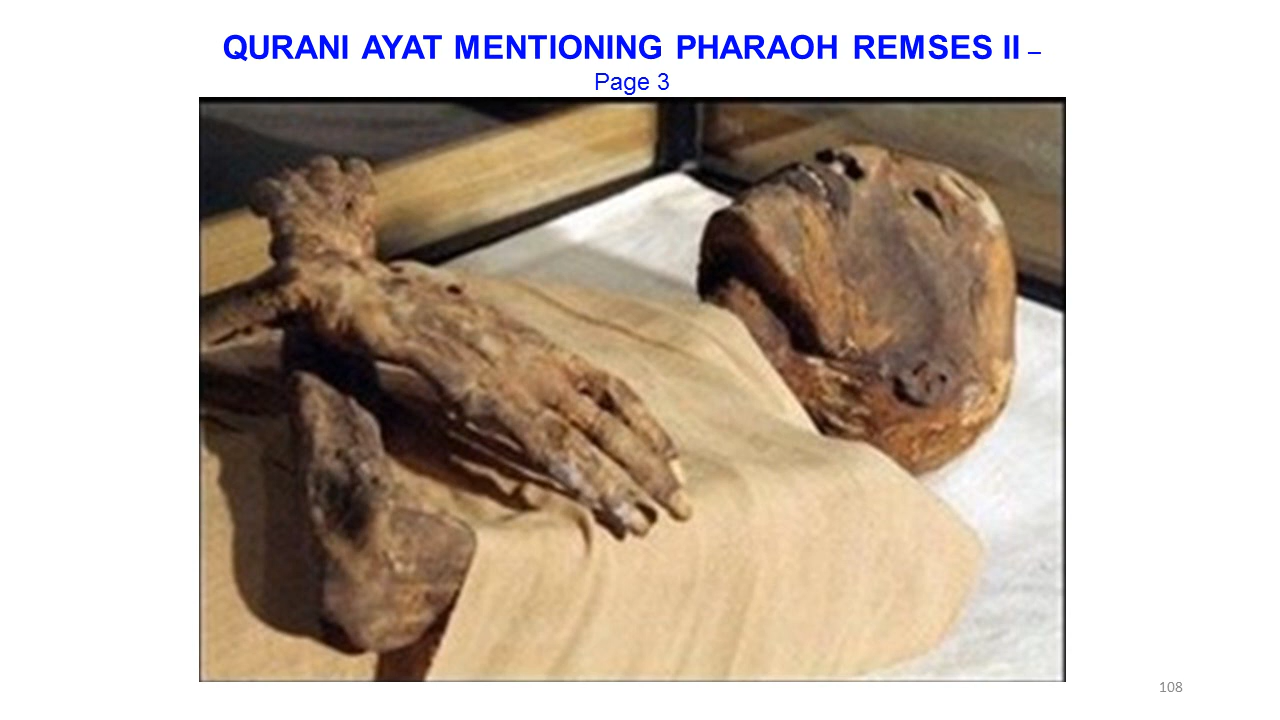 QURANI AYAT MENTIONING PHARAOH REMSES II –
Page 3
108